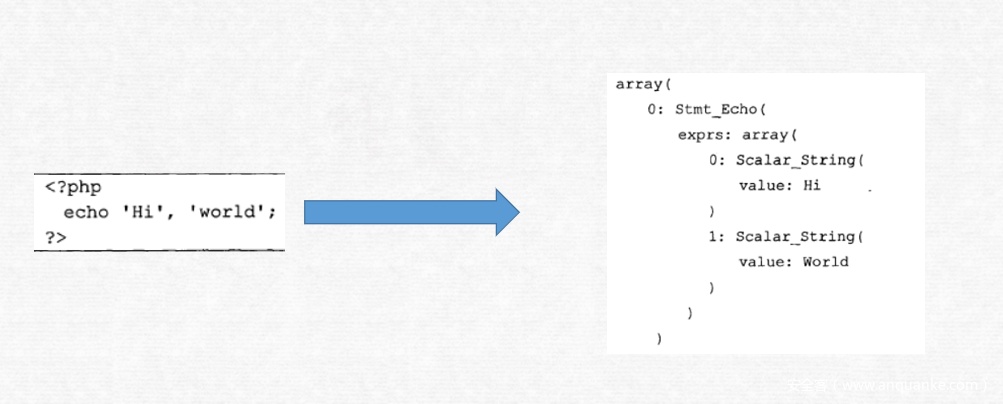 <?php
echo 'Hi', 'world';
?>
array(
0: Stmt_Echo(
exprs: array(
0: Scalar_String(
value: Hi
)
1: Scalar_String(
value: World
)
)
)
安全客 ( www.anquanke.com )